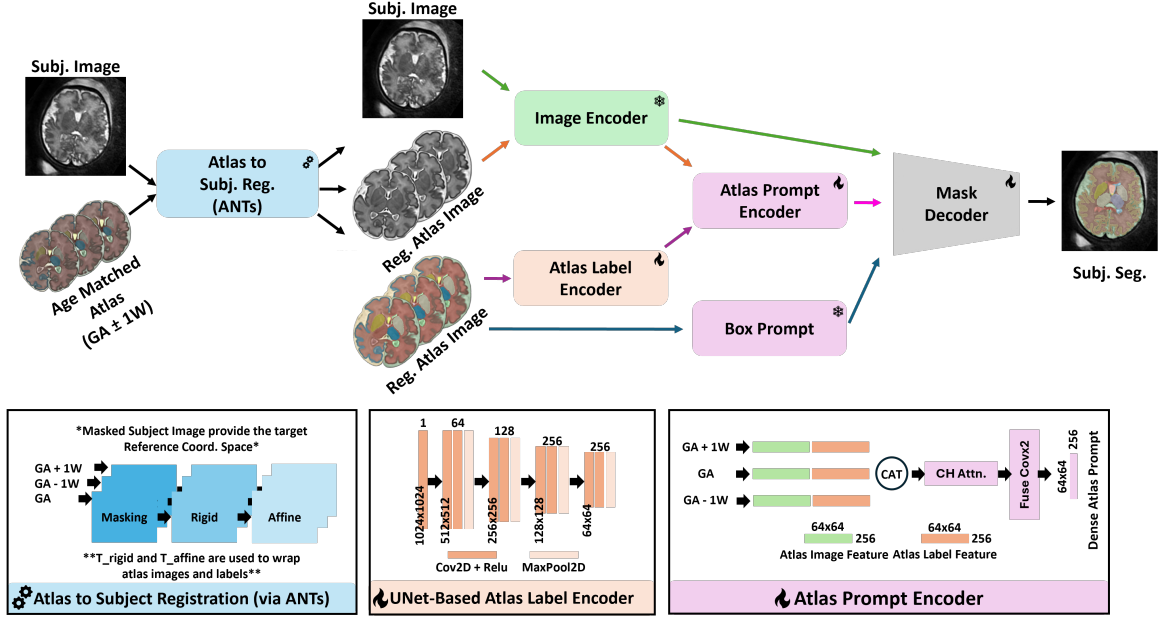 Subj. Image
Subj. Image
Atlas to
Subj. Reg.
(ANTs)
Age Matched
Atlas
(GA ± 1W)
Reg. Atlas Image
Reg. Atlas Image
Image Encoder
Atlas Label
Encoder
Atlas Prompt
Encoder
Box Prompt
Mask
Decoder
Subj. Seg.
*Masked Subject Image provide the target
Reference Coord. Space*
GA + 1W
GA - 1W
GA
Masking
Rigid
Affine
**T_rigid and T_affine are used to wrap
atlas images and labels**
Atlas to Subject Registration (via ANTs)
1
64
128
256
256
1024x1024
512x512
256x256
128x128
64x64
Cov2D + Relu
MaxPool2D
UNet-Based Atlas Label Encoder
GA + 1W
GA
GA - 1W
CAT
CH Attn.
Fuse Covx2
256
64x64
Dense Atlas Prompt
64x64
256
Atlas Image Feature
64x64
256
Atlas Label Feature
Atlas Prompt Encoder